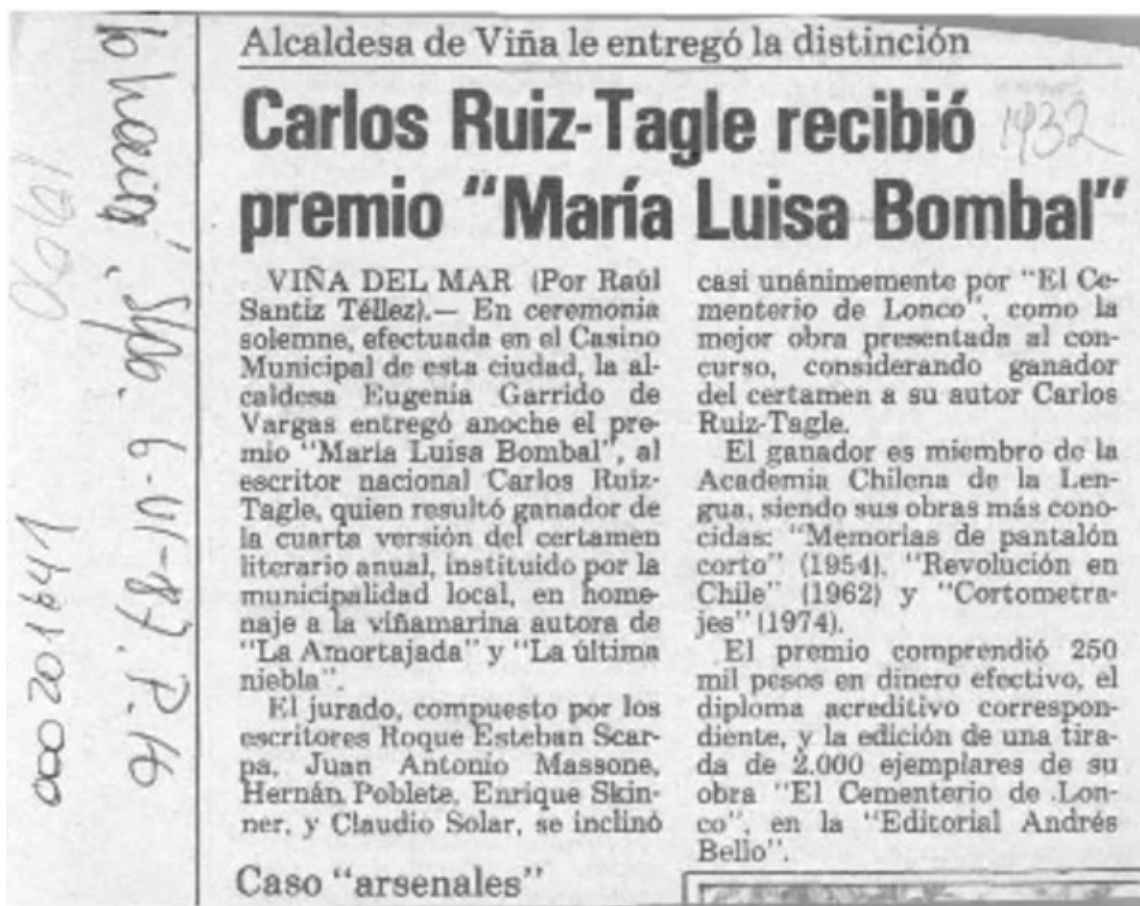 Alcaldesa de Viña le entregó la distinción
Carlos Ruiz-Tagle recibió
premio "María Luisa Bombal"
1932
VIÑA DEL MAR (Por Raúl
Santiz Téllez).— En ceremonia
solemne, efectuada en el Casino
Municipal de esta ciudad, la al-
caldesa Eugenia Garrido de
Vargas entregó anoche el pre-
mio "María Luisa Bombal", al
escritor nacional Carlos Ruiz-
Tagle, quien resultó ganador de
la cuarta versión del certamen
literario anual, instituido por la
municipalidad local, en home-
naje a la viñamarina autora de
"La Amortajada" y "La última
niebla".
El jurado, compuesto por los
escritores Roque Esteban Scar-
pa, Juan Antonio Massone,
Hernán Poblete, Enrique Skin-
ner, y Claudio Solar, se inclinó
casi unánimemente por "El Ce-
menterio de Lonco", como la
mejor obra presentada al con-
curso, considerando ganador
del certamen a su autor Carlos
Ruiz-Tagle.
El ganador es miembro de la
Academia Chilena de la Len-
gua, siendo sus obras más cono-
cidas: "Memorias de pantalón
corto" (1954), "Revolución en
Chile" (1962) y "Cortometra-
jes" (1974).
El premio comprendió 250
mil pesos en dinero efectivo, el
diploma acreditivo correspon-
diente, y la edición de una tira-
da de 2.000 ejemplares de su
obra "El Cementerio de Lon-
co", en la "Editorial Andrés
Bello".
Caso "arsenales"
Stgo. 6-VI-87. P. 16
000201641